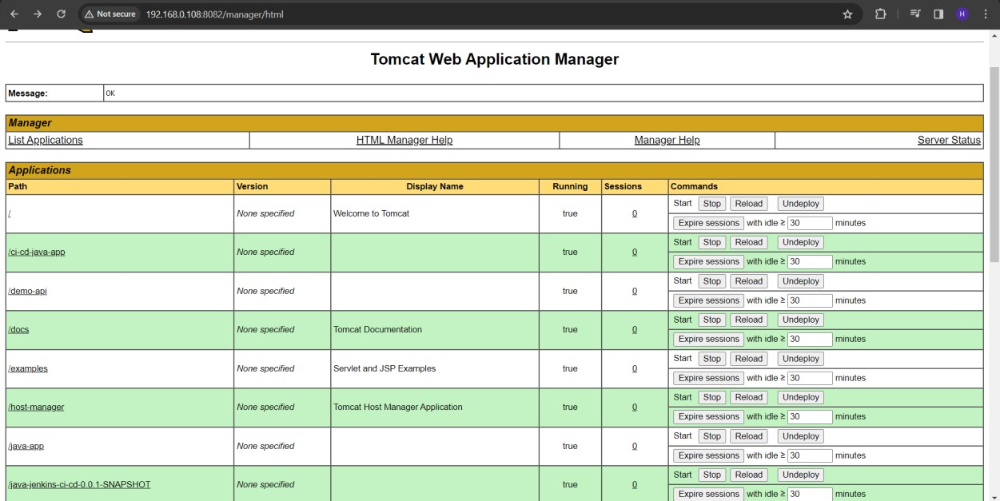 Not secure 192.168.0.108:8082/manager/html H
Tomcat Web Application Manager
Message: OK
Manager
List Applications HTML Manager Help Manager Help Server Status
Applications
Path Version Display Name Running Sessions Commands
/ None specified Welcome to Tomcat true 0 Start Stop Reload Undeploy
Expire sessions with idle ≥ 30 minutes
/ci-cd-java-app None specified true 0 Start Stop Reload Undeploy
Expire sessions with idle ≥ 30 minutes
/demo-api None specified true 0 Start Stop Reload Undeploy
Expire sessions with idle ≥ 30 minutes
/docs None specified Tomcat Documentation true 0 Start Stop Reload Undeploy
Expire sessions with idle ≥ 30 minutes
/examples None specified Servlet and JSP Examples true 0 Start Stop Reload Undeploy
Expire sessions with idle ≥ 30 minutes
/host-manager None specified Tomcat Host Manager Application true 0 Start Stop Reload Undeploy
Expire sessions with idle ≥ 30 minutes
/java-app None specified true 0 Start Stop Reload Undeploy
Expire sessions with idle ≥ 30 minutes
/java-jenkins-ci-cd-0.0.1-SNAPSHOT None specified true 0 Start Stop Reload Undeploy
Expire sessions with idle ≥ 30 minutes